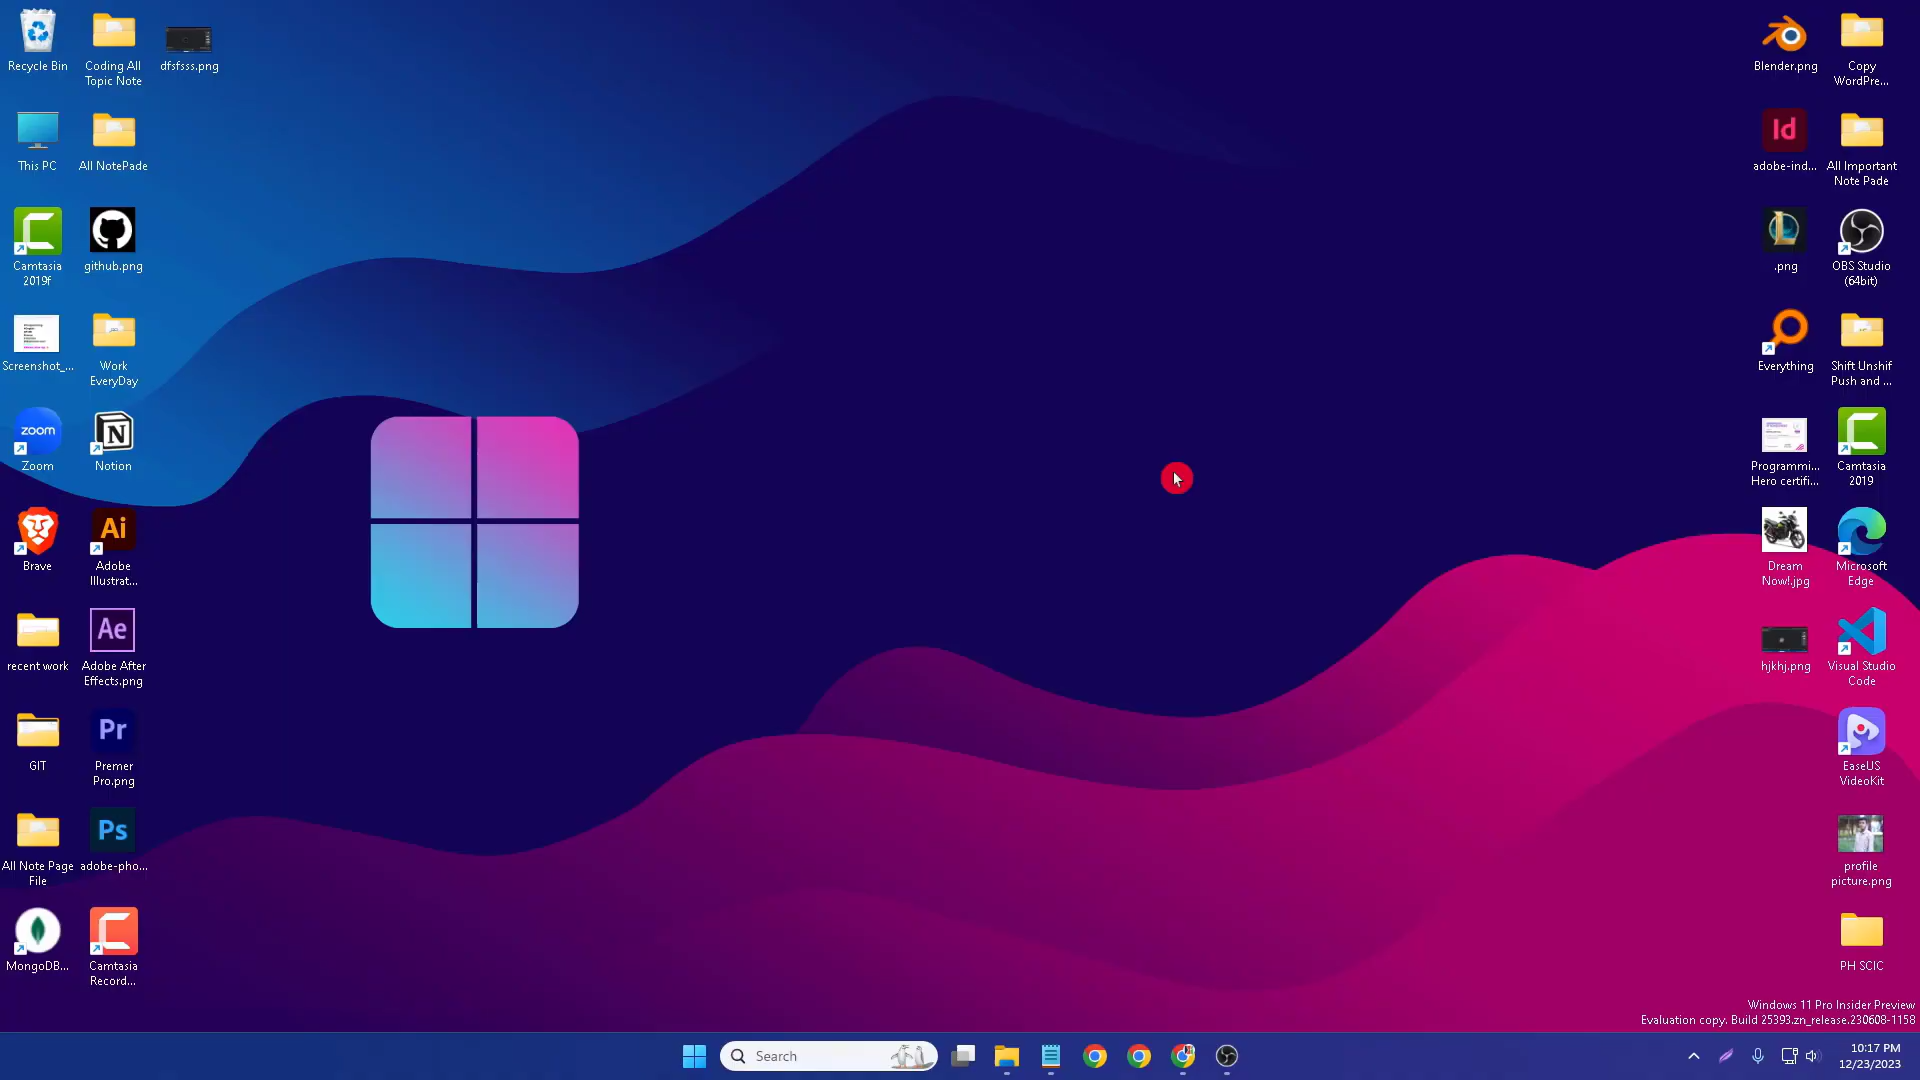 Recycle Bin
Coding All
Topic Note
dfsfsss.png
This PC
All NotePade
Camtasia
2019f
github.png
Screenshot_...
Work
EveryDay
zoom
Zoom
Notion
Brave
Ai
Adobe
Illustrat...
recent work
Ae
Adobe After
Effects.png
GIT
Pr
Premer
Pro.png
All Note Page
File
Ps
adobe-pho...
MongoDB...
Camtasia
Record...
Blender.png
Copy
WordPre...
Id
adobe-ind...
All Important
Note Pade
.png
OBS Studio
(64bit)
Everything
Shift Unshif
Push and ...
Programmi...
Hero certifi...
Camtasia
2019
Dream
Now!.jpg
Microsoft
Edge
hjkhj.png
Visual Studio
Code
EaseUS
VideoKit
profile
picture.png
PH SCIC
Windows 11 Pro Insider Preview
Evaluation copy. Build 25393.zn_release.230608-1158
Search
10:17 PM
12/23/2023